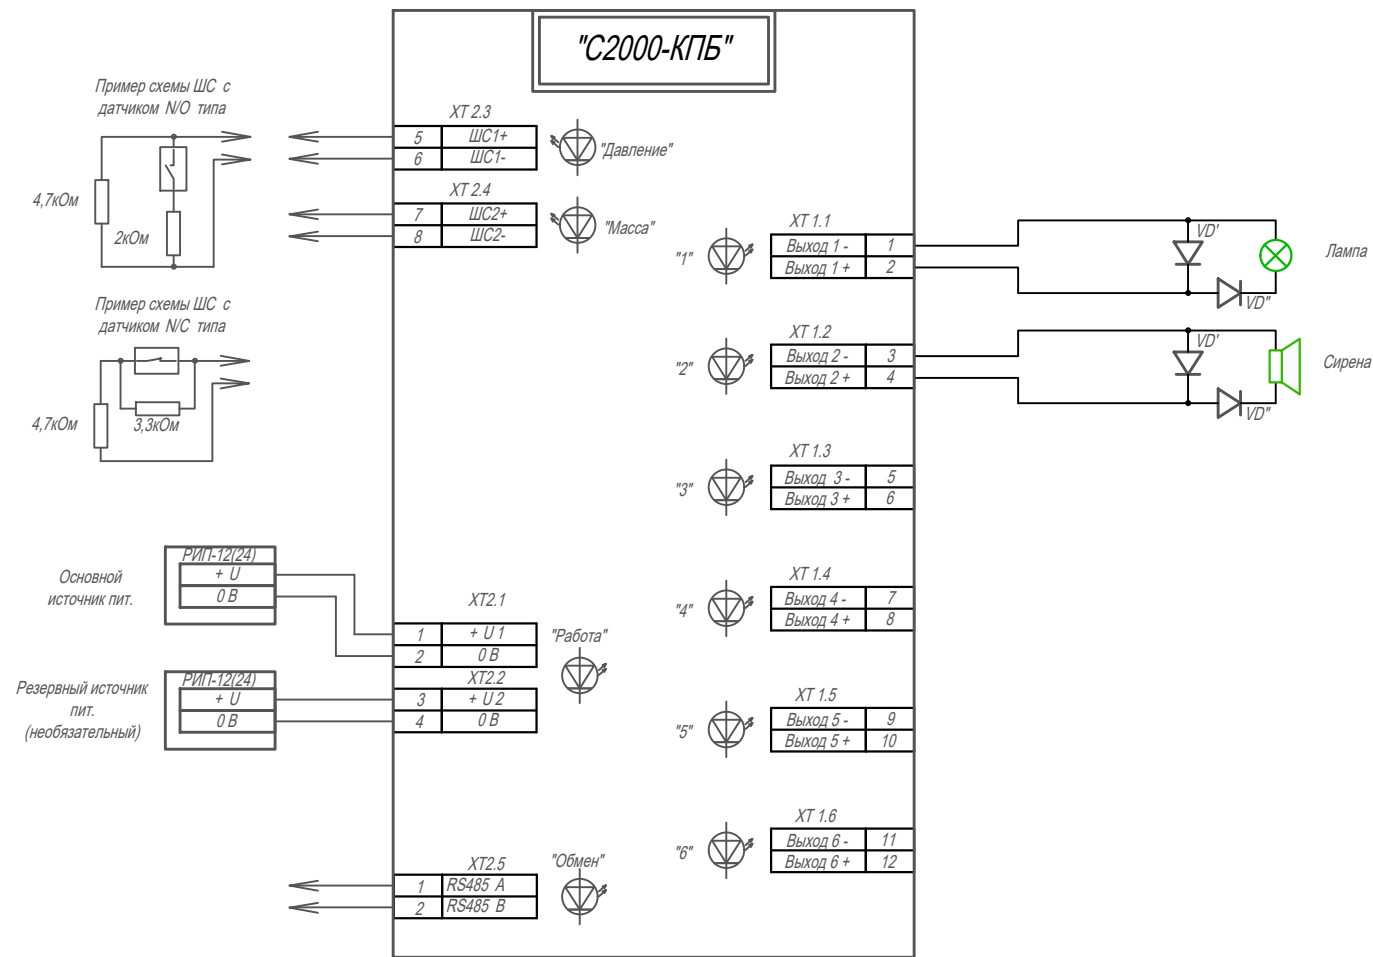 "С2000-КПБ"
Пример схемы ШС с
датчиком N/O типа
4,7кОм
2кОм
Пример схемы ШС с
датчиком N/C типа
4,7кОм
3,3кОм
XT 2.3
5 ШС1+
6 ШС1-
"Давление"
XT 2.4
7 ШС2+
8 ШС2-
"Масса"
Основной
источник пит.
РИП-12(24)
+ U
0 В
XT2.1
1 + U 1
2 0 В
"Работа"
Резервный источник
пит.
(необязательный)
РИП-12(24)
+ U
0 В
XT2.2
3 + U 2
4 0 В
XT2.5
1 RS485 A
2 RS485 B
"Обмен"
XT 1.1
"1"
Выход 1 - 1
Выход 1 + 2
VD'
VD"
Лампа
XT 1.2
"2"
Выход 2 - 3
Выход 2 + 4
VD'
VD"
Сирена
XT 1.3
"3"
Выход 3 - 5
Выход 3 + 6
XT 1.4
"4"
Выход 4 - 7
Выход 4 + 8
XT 1.5
"5"
Выход 5 - 9
Выход 5 + 10
XT 1.6
"6"
Выход 6 - 11
Выход 6 + 12